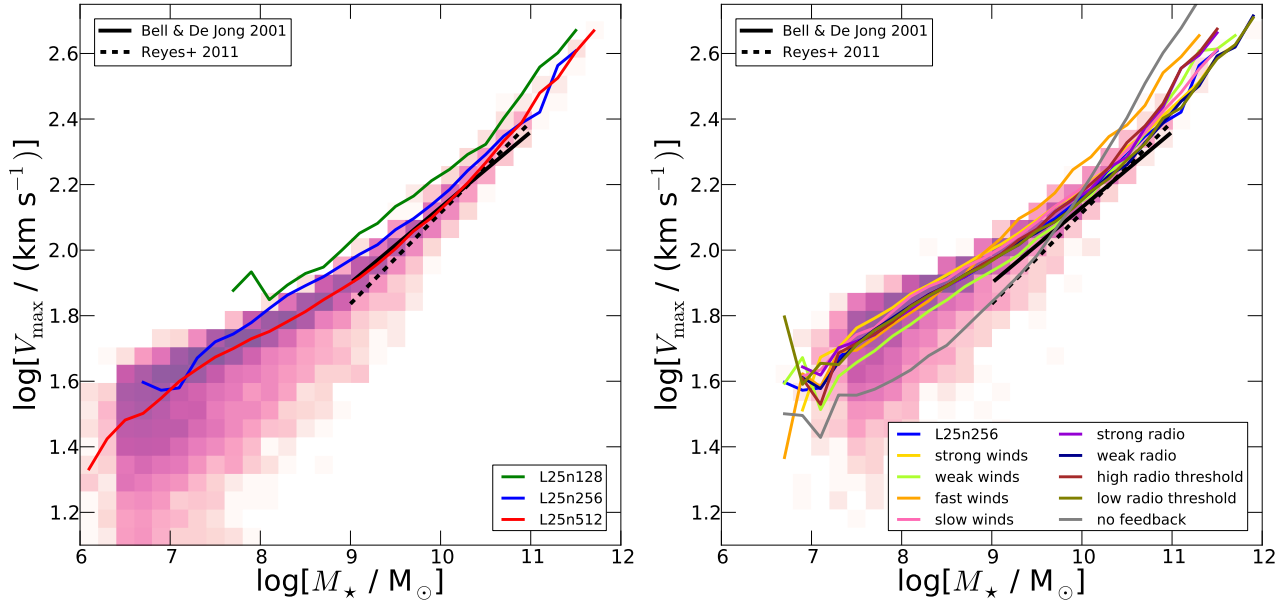 Bell & De Jong 2001
Reyes+ 2011
log[V_max / (km s^−1)]
2.6
2.4
2.2
2.0
1.8
1.6
1.4
1.2
L25n128
L25n256
L25n512
6 7 8 9 10 11 12
log[M⋆ / M⊙]
Bell & De Jong 2001
Reyes+ 2011
log[V_max / (km s^−1)]
2.6
2.4
2.2
2.0
1.8
1.6
1.4
1.2
L25n256 strong radio
strong winds weak radio
weak winds high radio threshold
fast winds low radio threshold
slow winds no feedback
6 7 8 9 10 11 12
log[M⋆ / M⊙]